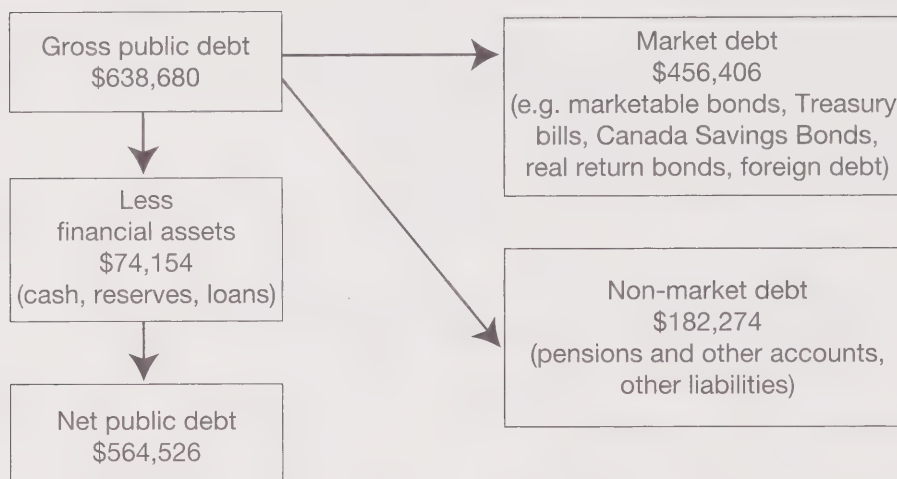 Gross public debt
$638,680
Market debt
$456,406
(e.g. marketable bonds, Treasury
bills, Canada Savings Bonds,
real return bonds, foreign debt)
Less
financial assets
$74,154
(cash, reserves, loans)
Non-market debt
$182,274
(pensions and other accounts,
other liabilities)
Net public debt
$564,526